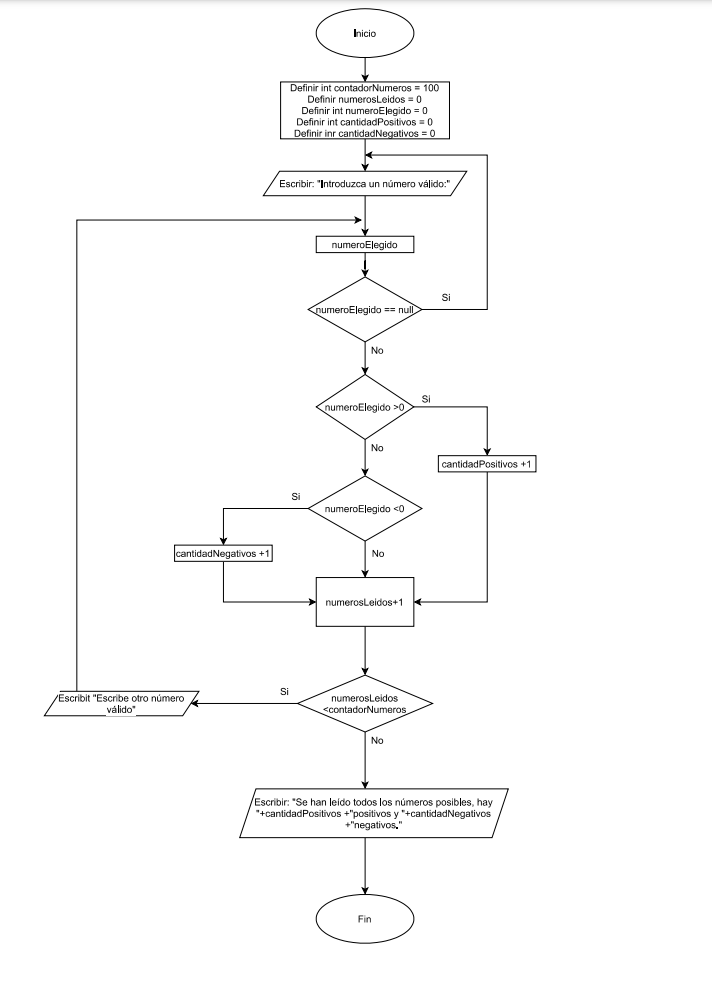 Inicio
Definir int contadorNumeros = 100
Definir numerosLeidos = 0
Definir int numeroElegido = 0
Definir int cantidadPositivos = 0
Definir inr cantidadNegativos = 0
Escribir: "Introduzca un número válido:"
numeroElegido
numeroElegido == null
Si
No
numeroElegido >0
Si
No
cantidadPositivos +1
numeroElegido <0
Si
No
cantidadNegativos +1
numerosLeidos+1
numerosLeidos
<contadorNumeros
Si
No
Escribit "Escribe otro número
válido"
Escribir: "Se han leído todos los números posibles, hay
"+cantidadPositivos +"positivos y "+cantidadNegativos
+"negativos."
Fin